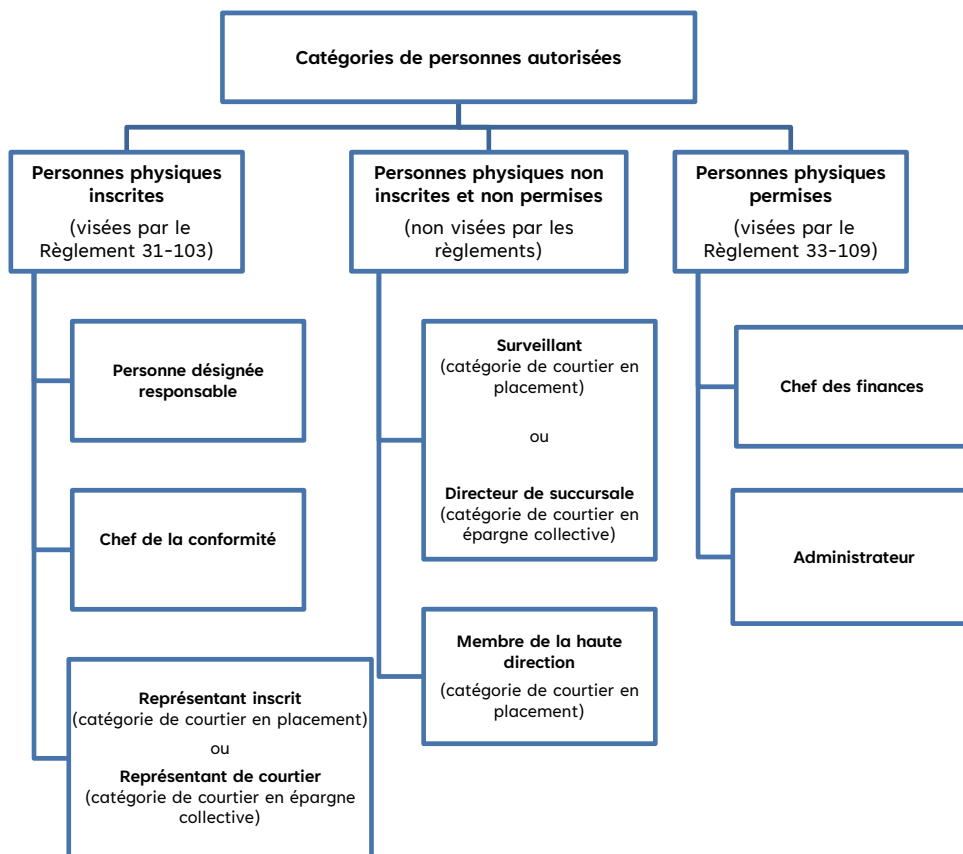 Catégories de personnes autorisées
Personnes physiques
inscrites
(visées par le
Règlement 31-103)
Personne désignée
responsable
Chef de la conformité
Représentant inscrit
(catégorie de courtier en placement)
ou
Représentant de courtier
(catégorie de courtier en épargne
collective)
Personnes physiques non
inscrites et non permises
(non visées par les
règlements)
Surveillant
(catégorie de courtier en
placement)
ou
Directeur de succursale
(catégorie de courtier en
épargne collective)
Membre de la haute
direction
(catégorie de courtier en
placement)
Personnes physiques
permises
(visées par le
Règlement 33-109)
Chef des finances
Administrateur